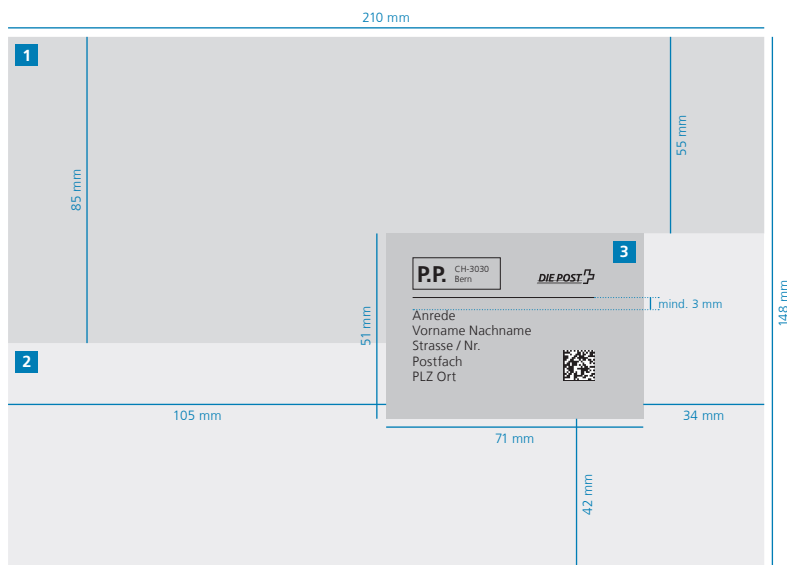 210 mm
1
55 mm
85 mm
3
P.P. CH-3030
Bern
DIE POST
mind. 3 mm
148 mm
51 mm
Anrede
Vorname Nachname
Strasse / Nr.
Postfach
PLZ Ort
2
105 mm
34 mm
71 mm
42 mm